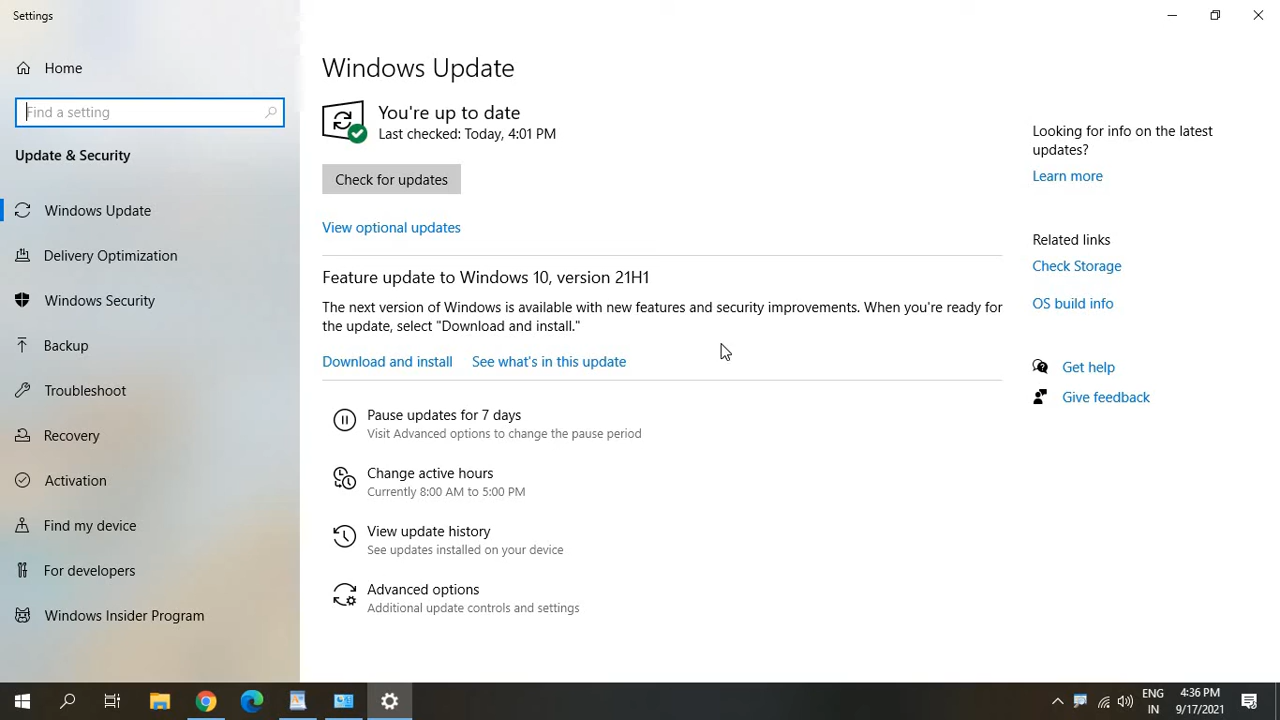 Settings
Home
Find a setting
Update & Security
Windows Update
Delivery Optimization
Windows Security
Backup
Troubleshoot
Recovery
Activation
Find my device
For developers
Windows Insider Program
Windows Update
You're up to date
Last checked: Today, 4:01 PM
Check for updates
View optional updates
Feature update to Windows 10, version 21H1
The next version of Windows is available with new features and security improvements. When you're ready for
the update, select "Download and install."
Download and install See what's in this update
Pause updates for 7 days
Visit Advanced options to change the pause period
Change active hours
Currently 8:00 AM to 5:00 PM
View update history
See updates installed on your device
Advanced options
Additional update controls and settings
Looking for info on the latest
updates?
Learn more
Related links
Check Storage
OS build info
Get help
Give feedback
ENG
IN
4:36 PM
9/17/2021